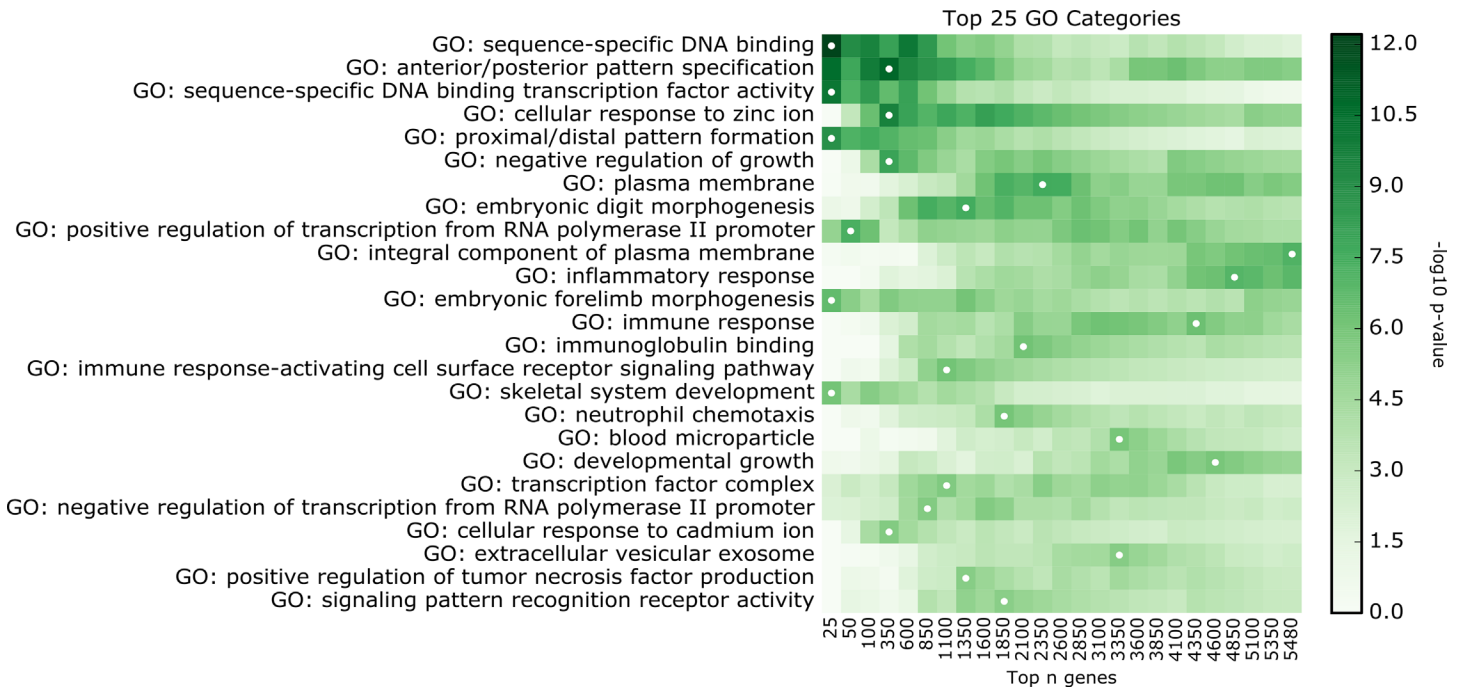 Top 25 GO Categories
GO: sequence-specific DNA binding
GO: anterior/posterior pattern specification
GO: sequence-specific DNA binding transcription factor activity
GO: cellular response to zinc ion
GO: proximal/distal pattern formation
GO: negative regulation of growth
GO: plasma membrane
GO: embryonic digit morphogenesis
GO: positive regulation of transcription from RNA polymerase II promoter
GO: integral component of plasma membrane
GO: inflammatory response
GO: embryonic forelimb morphogenesis
GO: immune response
GO: immunoglobulin binding
GO: immune response-activating cell surface receptor signaling pathway
GO: skeletal system development
GO: neutrophil chemotaxis
GO: blood microparticle
GO: developmental growth
GO: transcription factor complex
GO: negative regulation of transcription from RNA polymerase II promoter
GO: cellular response to cadmium ion
GO: extracellular vesicular exosome
GO: positive regulation of tumor necrosis factor production
GO: signaling pattern recognition receptor activity
25 50 100 350 600 850 1100 1350 1600 1850 2100 2350 2600 2850 3100 3350 3600 3850 4100 4350 4600 4850 5100 5350 5480
Top n genes
12.0
10.5
9.0
7.5
6.0
4.5
3.0
1.5
0.0
-log10 p-value